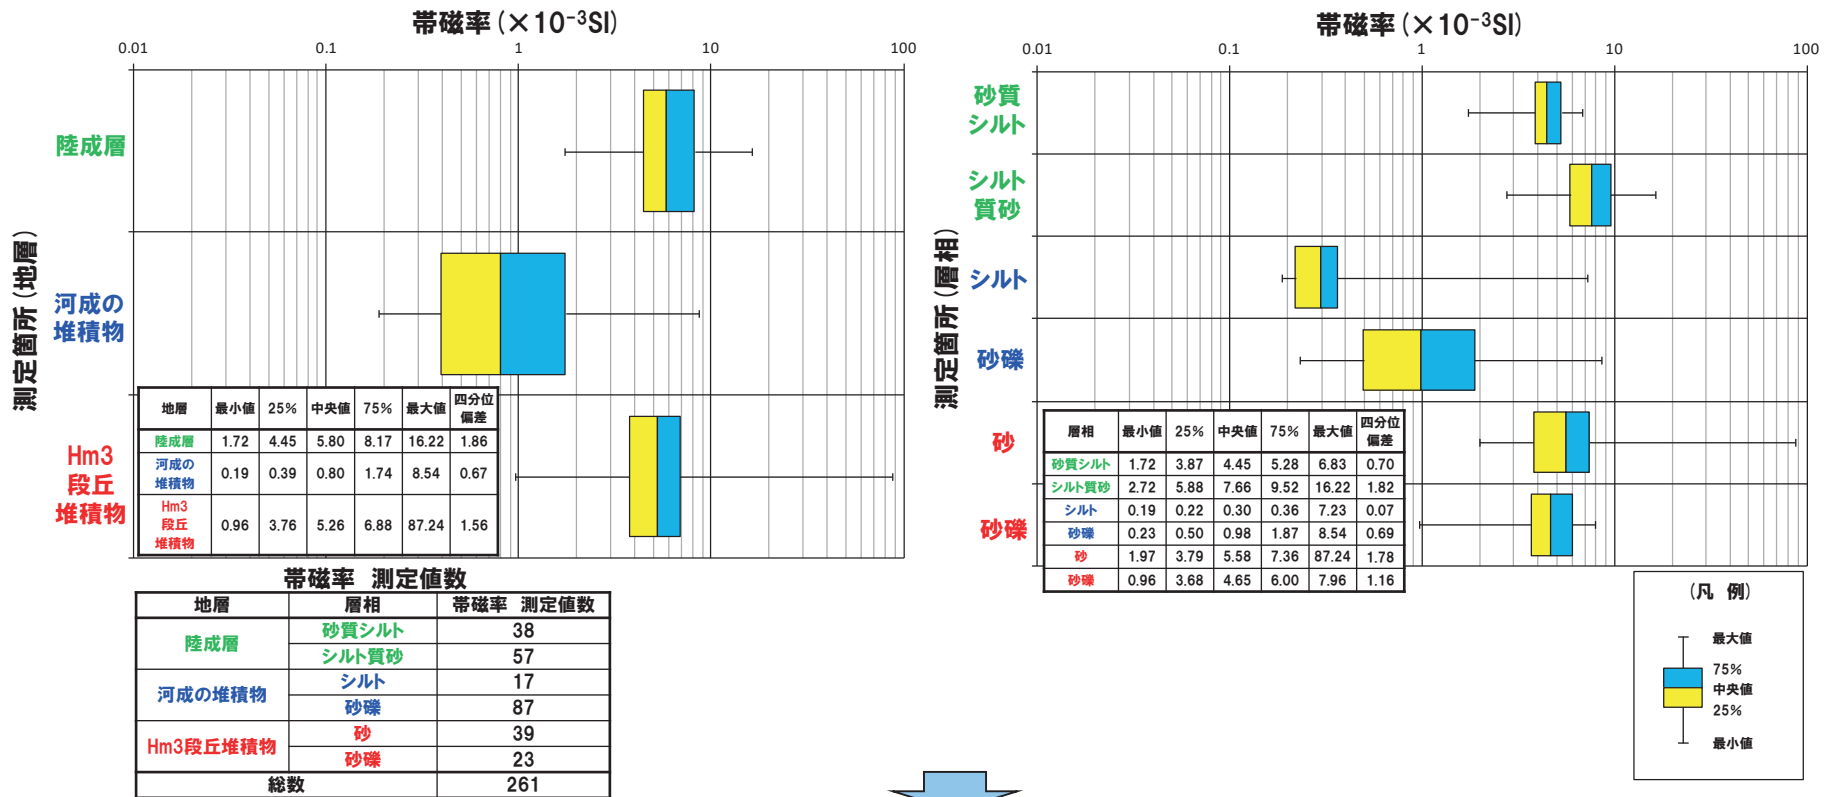 帯磁率(×10⁻³SI)
0.01 0.1 1 10 100
測定箇所(地層)
陸成層
河成の
堆積物
Hm3
段丘
堆積物
地層 最小値 25% 中央値 75% 最大値 四分位
偏差
陸成層 1.72 4.45 5.80 8.17 16.22 1.86
河成の
堆積物 0.19 0.39 0.80 1.74 8.54 0.67
Hm3
段丘
堆積物 0.96 3.76 5.26 6.88 87.24 1.56
帯磁率 測定値数
地層 層相 帯磁率 測定値数
陸成層 砂質シルト 38
シルト質砂 57
河成の堆積物 シルト 17
砂礫 87
Hm3段丘堆積物 砂 39
砂礫 23
総数 261
帯磁率(×10⁻³SI)
0.01 0.1 1 10 100
測定箇所(層相)
砂質
シルト
シルト
質砂
シルト
砂礫
砂
砂礫
層相 最小値 25% 中央値 75% 最大値 四分位
偏差
砂質シルト 1.72 3.87 4.45 5.28 6.83 0.70
シルト質砂 2.72 5.88 7.66 9.52 16.22 1.82
シルト 0.19 0.22 0.30 0.36 7.23 0.07
砂礫 0.23 0.50 0.98 1.87 8.54 0.69
砂 1.97 3.79 5.58 7.36 87.24 1.78
砂礫 0.96 3.68 4.65 6.00 7.96 1.16
(凡 例)
最大値
75%
中央値
25%
最小値